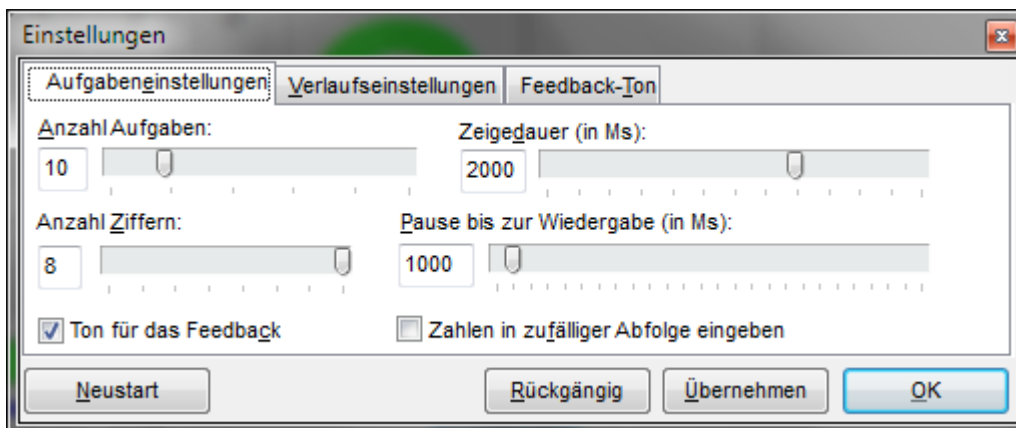 Einstellungen
Aufgabeneinstellungen Verlaufseinstellungen Feedback-Ton
Anzahl Aufgaben: Zeigedauer (in Ms):
10 2000
Anzahl Ziffern: Pause bis zur Wiedergabe (in Ms):
8 1000
Ton für das Feedback Zahlen in zufälliger Abfolge eingeben
Neustart Rückgängig Übernehmen OK